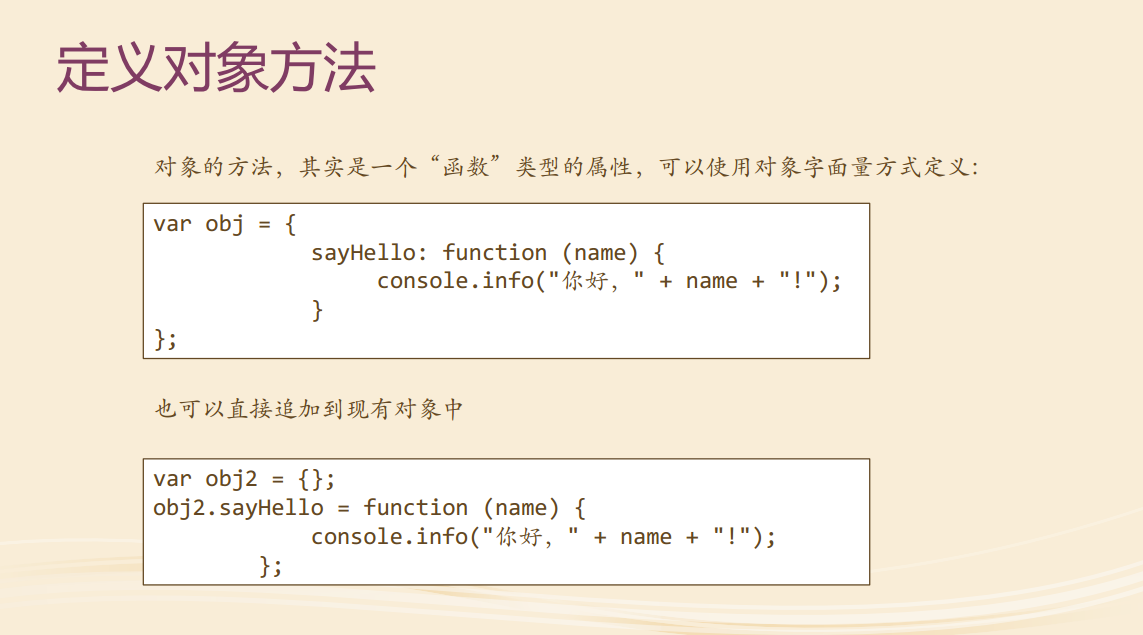 定义对象方法
对象的方法，其实是一个“函数”类型的属性，可以使用对象字面量方式定义：
var obj = {
            sayHello: function (name) {
                 console.info("你好，" + name + "!");
            }
};
也可以直接追加到现有对象中
var obj2 = {};
obj2.sayHello = function (name) {
            console.info("你好，" + name + "!");
        };